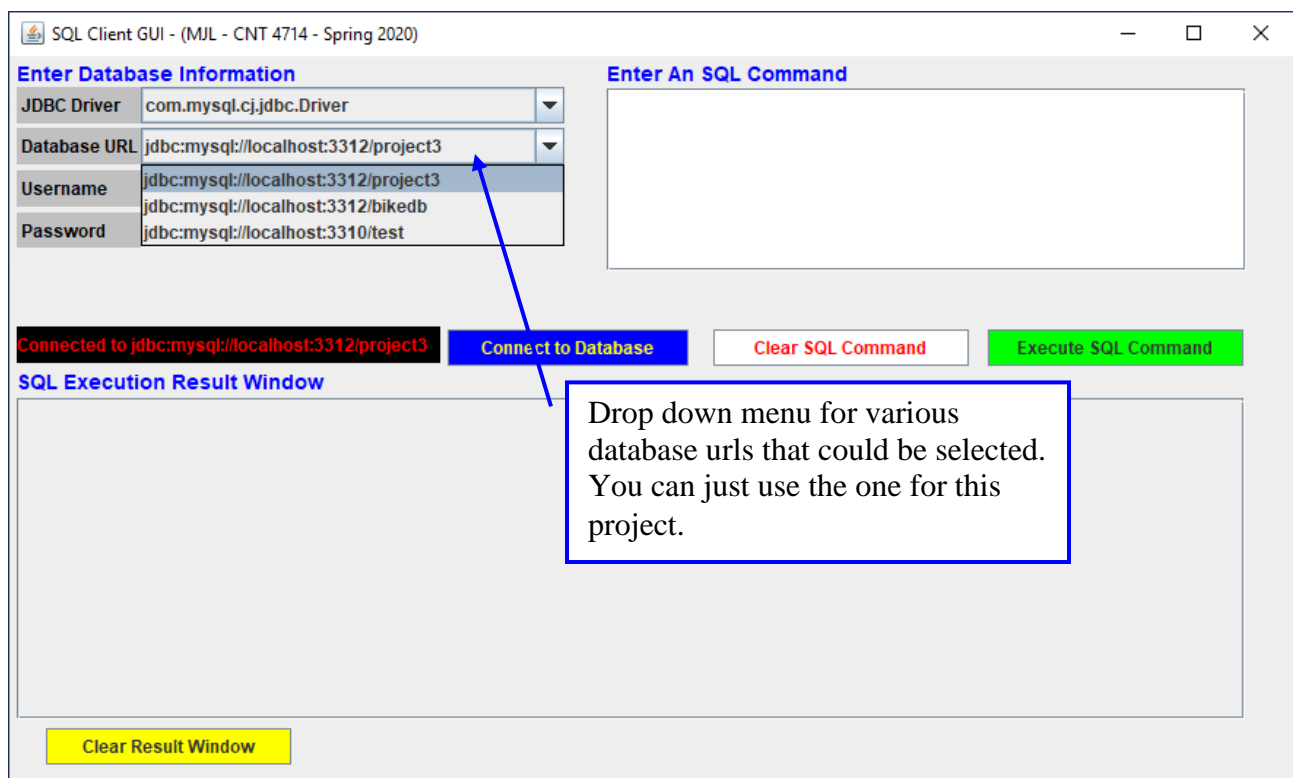 SQL Client GUI - (MJL - CNT 4714 - Spring 2020)
Enter Database Information
Enter An SQL Command
JDBC Driver com.mysql.cj.jdbc.Driver
Database URL jdbc:mysql://localhost:3312/project3
Username
jdbc:mysql://localhost:3312/project3
jdbc:mysql://localhost:3312/bikedb
Password
jdbc:mysql://localhost:3310/test
Connected to jdbc:mysql://localhost:3312/project3
Connect to Database
Clear SQL Command
Execute SQL Command
SQL Execution Result Window
Drop down menu for various
database urls that could be selected.
You can just use the one for this
project.
Clear Result Window